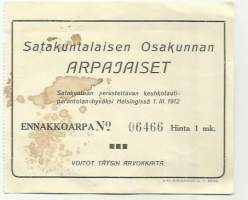 Satakuntalaisen Osakunnan
ARPAJAISET
Satakuntaan perustettavan keuhkotauti-
parantolan hyväksi Helsingissä 1. III. 1912
ENNAKKOARPA No. 06466 Hinta 1 mk.
VOITOT TÄYSIN ARVOKKAITA